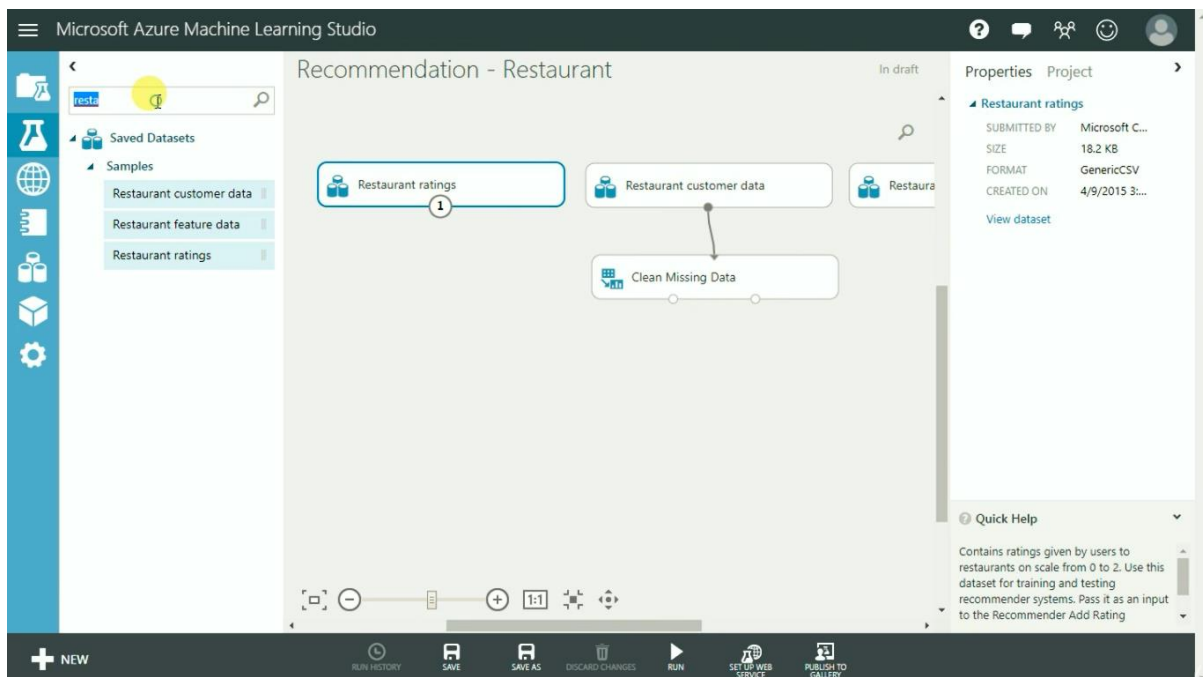 Microsoft Azure Machine Learning Studio
resta
Saved Datasets
Samples
Restaurant customer data
Restaurant feature data
Restaurant ratings
Recommendation - Restaurant
In draft
Restaurant ratings
1
Restaurant customer data
Restaura
Clean Missing Data
1:1
Properties Project
Restaurant ratings
SUBMITTED BY Microsoft C...
SIZE 18.2 KB
FORMAT GenericCSV
CREATED ON 4/9/2015 3:...
View dataset
Quick Help
Contains ratings given by users to
restaurants on scale from 0 to 2. Use this
dataset for training and testing
recommender systems. Pass it as an input
to the Recommender Add Rating
NEW
RUN HISTORY
SAVE
SAVE AS
DISCARD CHANGES
RUN
SET UP WEB
SERVICE
PUBLISH TO
GALLERY